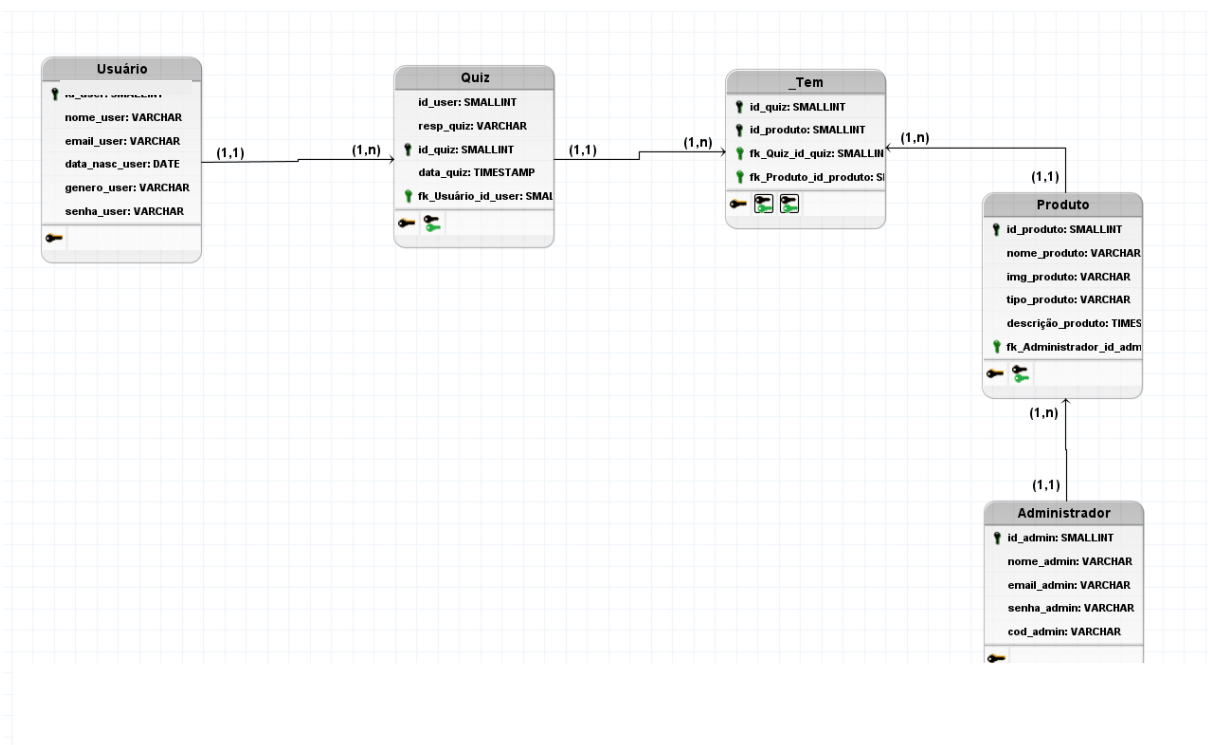 Usuário
nome_user: VARCHAR
email_user: VARCHAR
data_nasc_user: DATE
genero_user: VARCHAR
senha_user: VARCHAR
(1,1)
(1,n)
Quiz
id_user: SMALLINT
resp_quiz: VARCHAR
id_quiz: SMALLINT
data_quiz: TIMESTAMP
fk_Usuário_id_user: SMAL
(1,1)
(1,n)
_Tem
id_quiz: SMALLINT
id_produto: SMALLINT
fk_Quiz_id_quiz: SMALLIN
fk_Produto_id_produto: SI
(1,n)
(1,1)
Produto
id_produto: SMALLINT
nome_produto: VARCHAR
img_produto: VARCHAR
tipo_produto: VARCHAR
descrição_produto: TIMES
fk_Administrador_id_adm
(1,n)
(1,1)
Administrador
id_admin: SMALLINT
nome_admin: VARCHAR
email_admin: VARCHAR
senha_admin: VARCHAR
cod_admin: VARCHAR